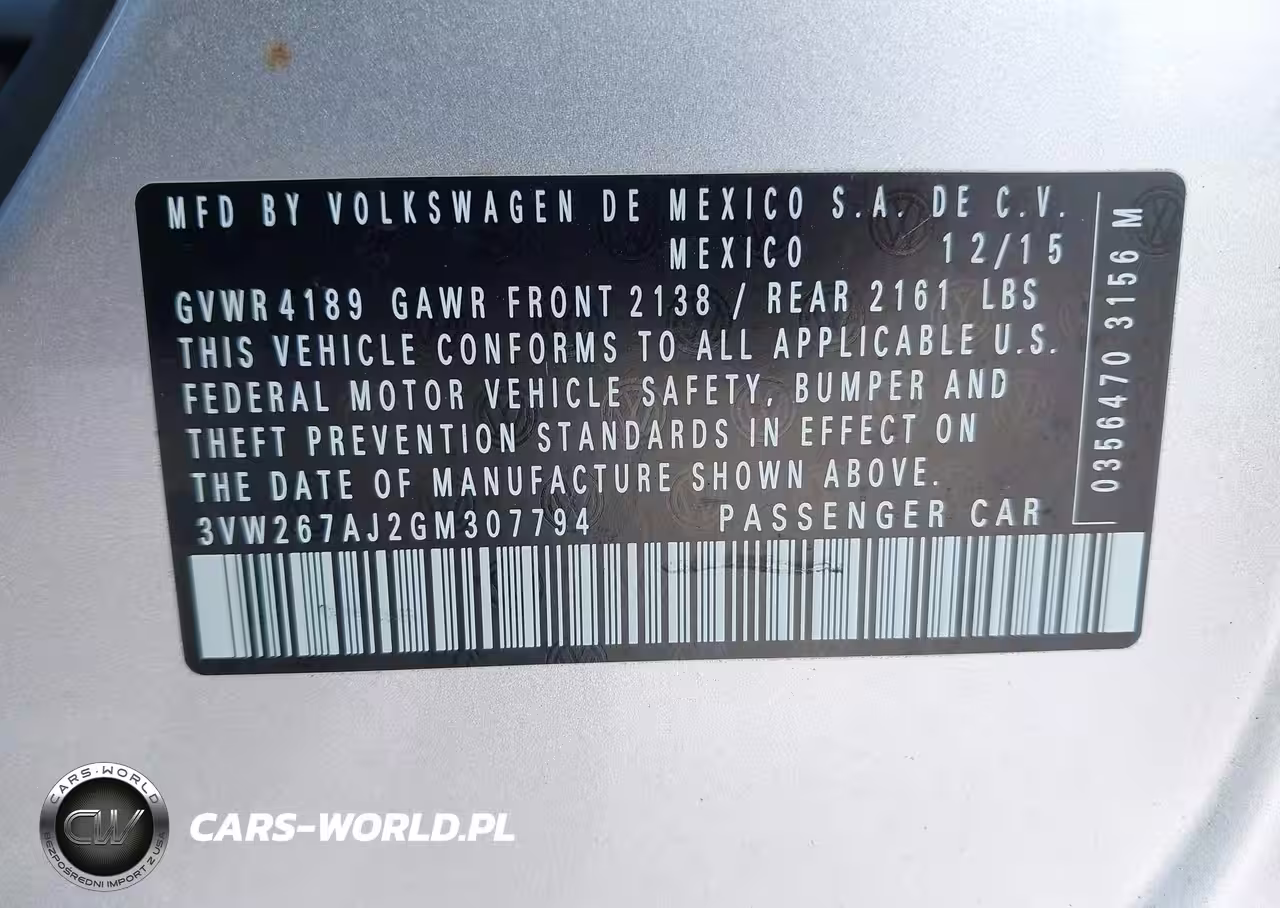 MFD BY VOLKSWAGEN DE MEXICO S.A. DE C.V.
MEXICO 12/15
GVWR 4189 GAWR FRONT 2138 / REAR 2161 LBS
THIS VEHICLE CONFORMS TO ALL APPLICABLE U.S.
FEDERAL MOTOR VEHICLE SAFETY, BUMPER AND
THEFT PREVENTION STANDARDS IN EFFECT ON
THE DATE OF MANUFACTURE SHOWN ABOVE.
3VW267AJ2GM307794 PASSENGER CAR
0356470 3156 M
CARS-WORLD
CW
BEZPOŚREDNI IMPORT Z USA
CARS-WORLD.PL